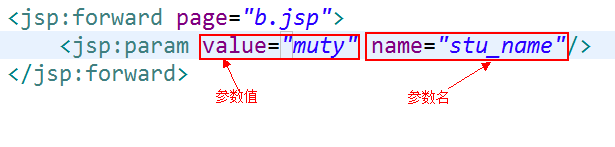 <jsp:forward page="b.jsp">
<jsp:param value="muty" name="stu_name"/>
</jsp:forward>
参数值 参数名